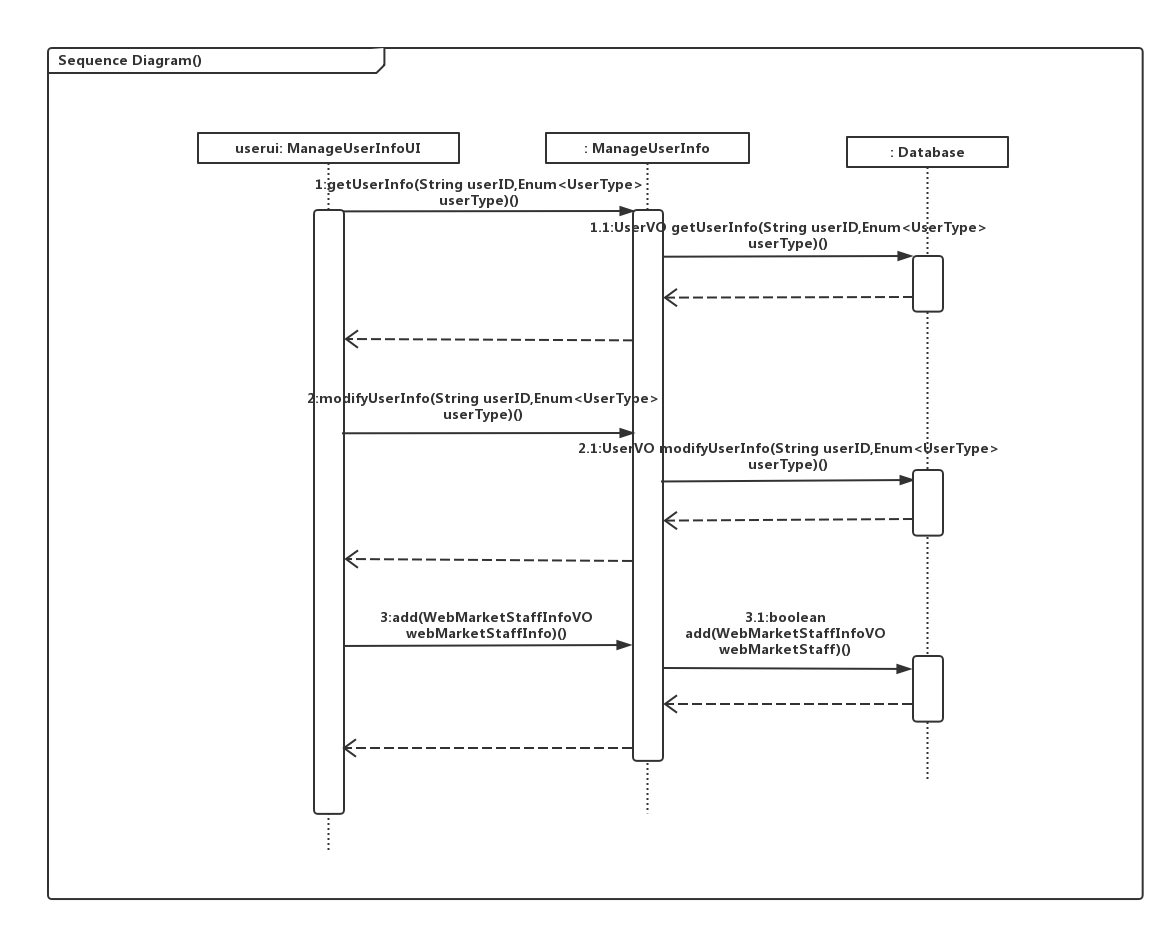 Sequence Diagram()
userui: ManageUserInfoUI
: ManageUserInfo
: Database
1:getUserInfo(String userID,Enum<UserType>
userType)()
1.1:UserVO getUserInfo(String userID,Enum<UserType>
userType)()
2:modifyUserInfo(String userID,Enum<UserType>
userType)()
2.1:UserVO modifyUserInfo(String userID,Enum<UserType>
userType)()
3:add(WebMarketStaffInfoVO
webMarketStaffInfo)()
3.1:boolean
add(WebMarketStaffInfoVO
webMarketStaff)()